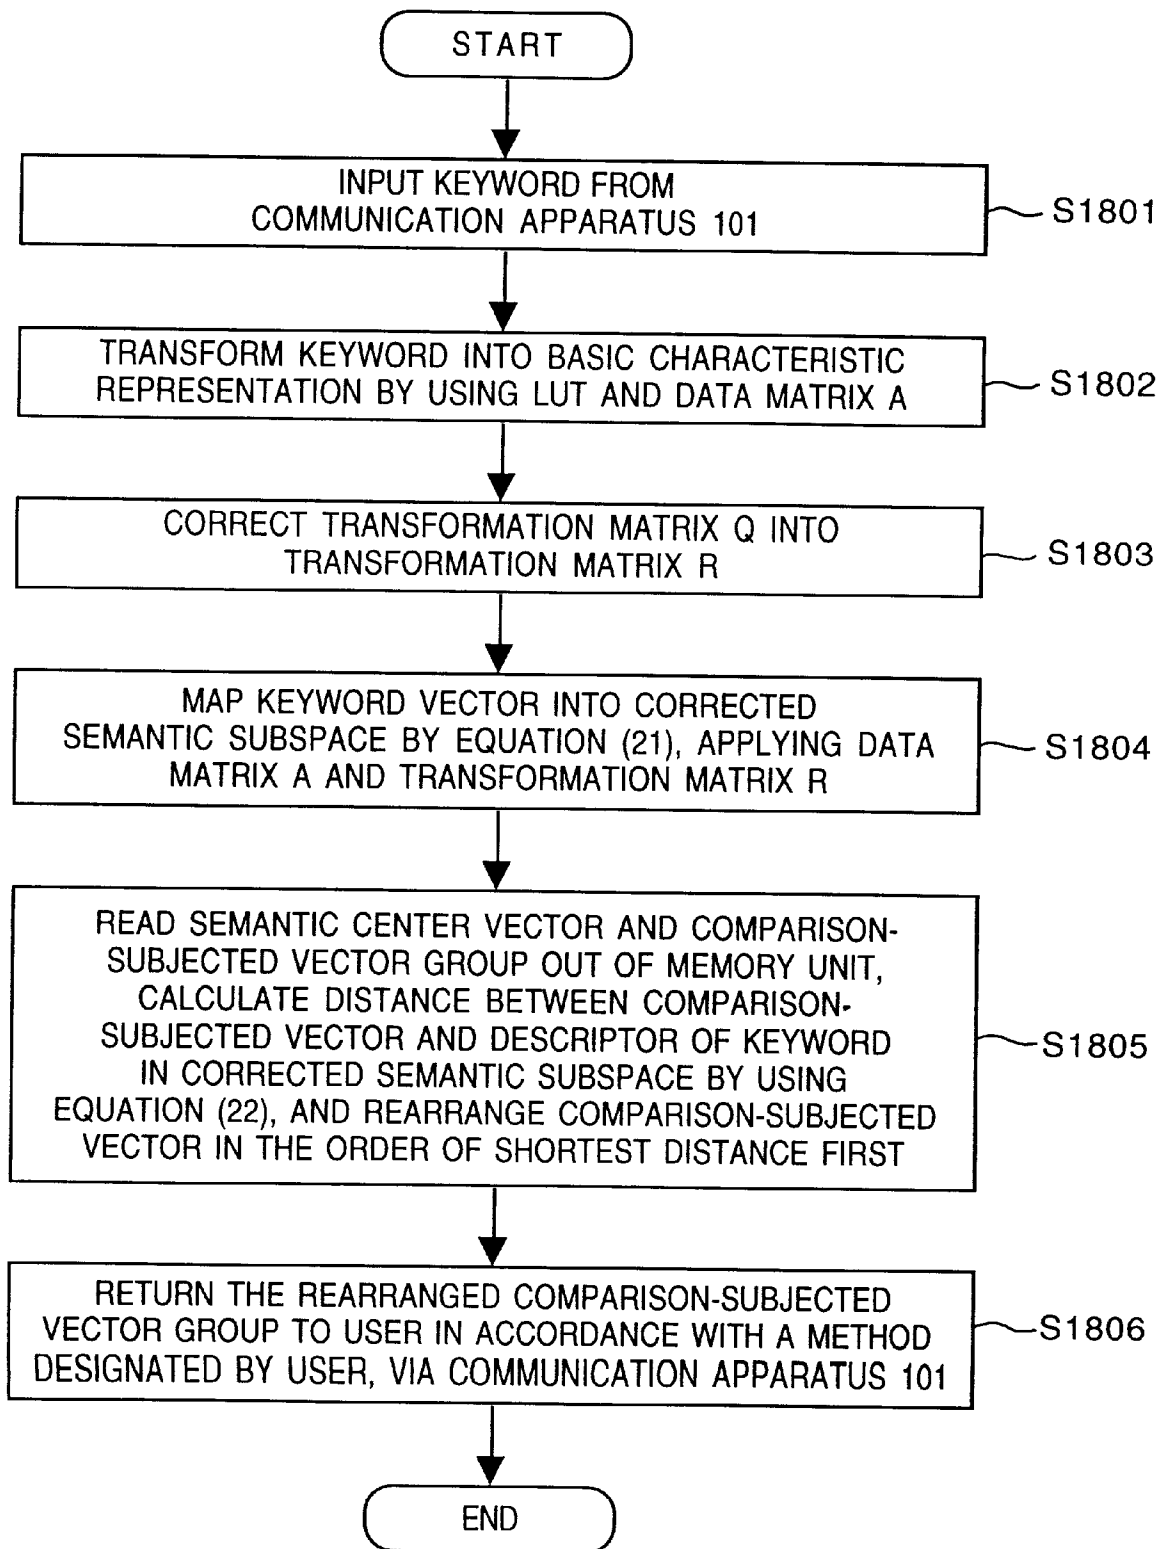 START
INPUT KEYWORD FROM
COMMUNICATION APPARATUS 101
S1801
TRANSFORM KEYWORD INTO BASIC CHARACTERISTIC
REPRESENTATION BY USING LUT AND DATA MATRIX A
S1802
CORRECT TRANSFORMATION MATRIX Q INTO
TRANSFORMATION MATRIX R
S1803
MAP KEYWORD VECTOR INTO CORRECTED
SEMANTIC SUBSPACE BY EQUATION (21), APPLYING DATA
MATRIX A AND TRANSFORMATION MATRIX R
S1804
READ SEMANTIC CENTER VECTOR AND COMPARISON-
SUBJECTED VECTOR GROUP OUT OF MEMORY UNIT,
CALCULATE DISTANCE BETWEEN COMPARISON-
SUBJECTED VECTOR AND DESCRIPTOR OF KEYWORD
IN CORRECTED SEMANTIC SUBSPACE BY USING
EQUATION (22), AND REARRANGE COMPARISON-SUBJECTED
VECTOR IN THE ORDER OF SHORTEST DISTANCE FIRST
S1805
RETURN THE REARRANGED COMPARISON-SUBJECTED
VECTOR GROUP TO USER IN ACCORDANCE WITH A METHOD
DESIGNATED BY USER, VIA COMMUNICATION APPARATUS 101
S1806
END